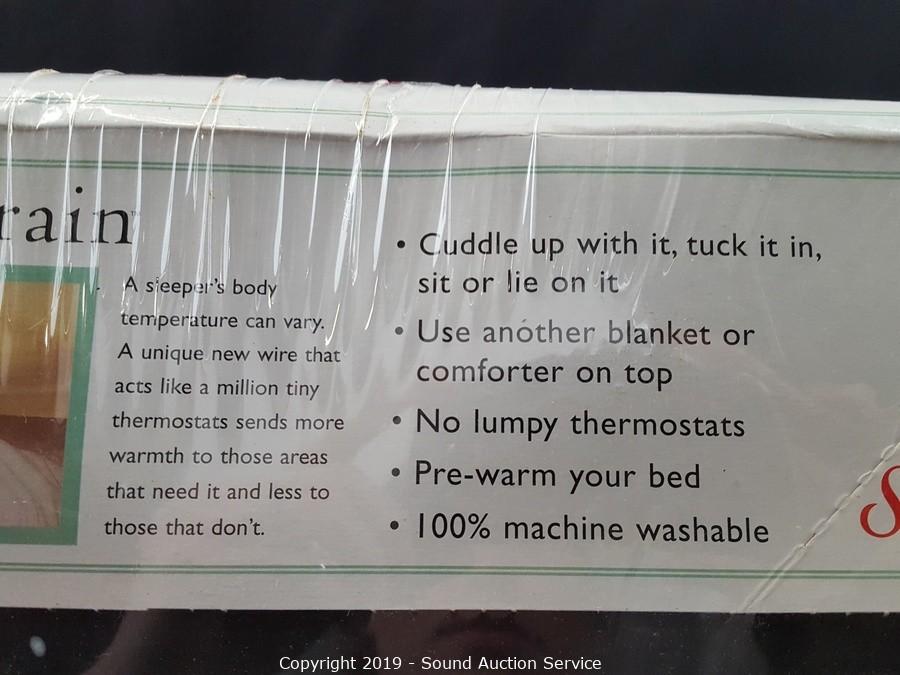 rain™
A sleeper's body
temperature can vary.
A unique new wire that
acts like a million tiny
thermostats sends more
warmth to those areas
that need it and less to
those that don't.
• Cuddle up with it, tuck it in,
sit or lie on it
• Use another blanket or
comforter on top
• No lumpy thermostats
• Pre-warm your bed
• 100% machine washable
S
Copyright 2019 - Sound Auction Service